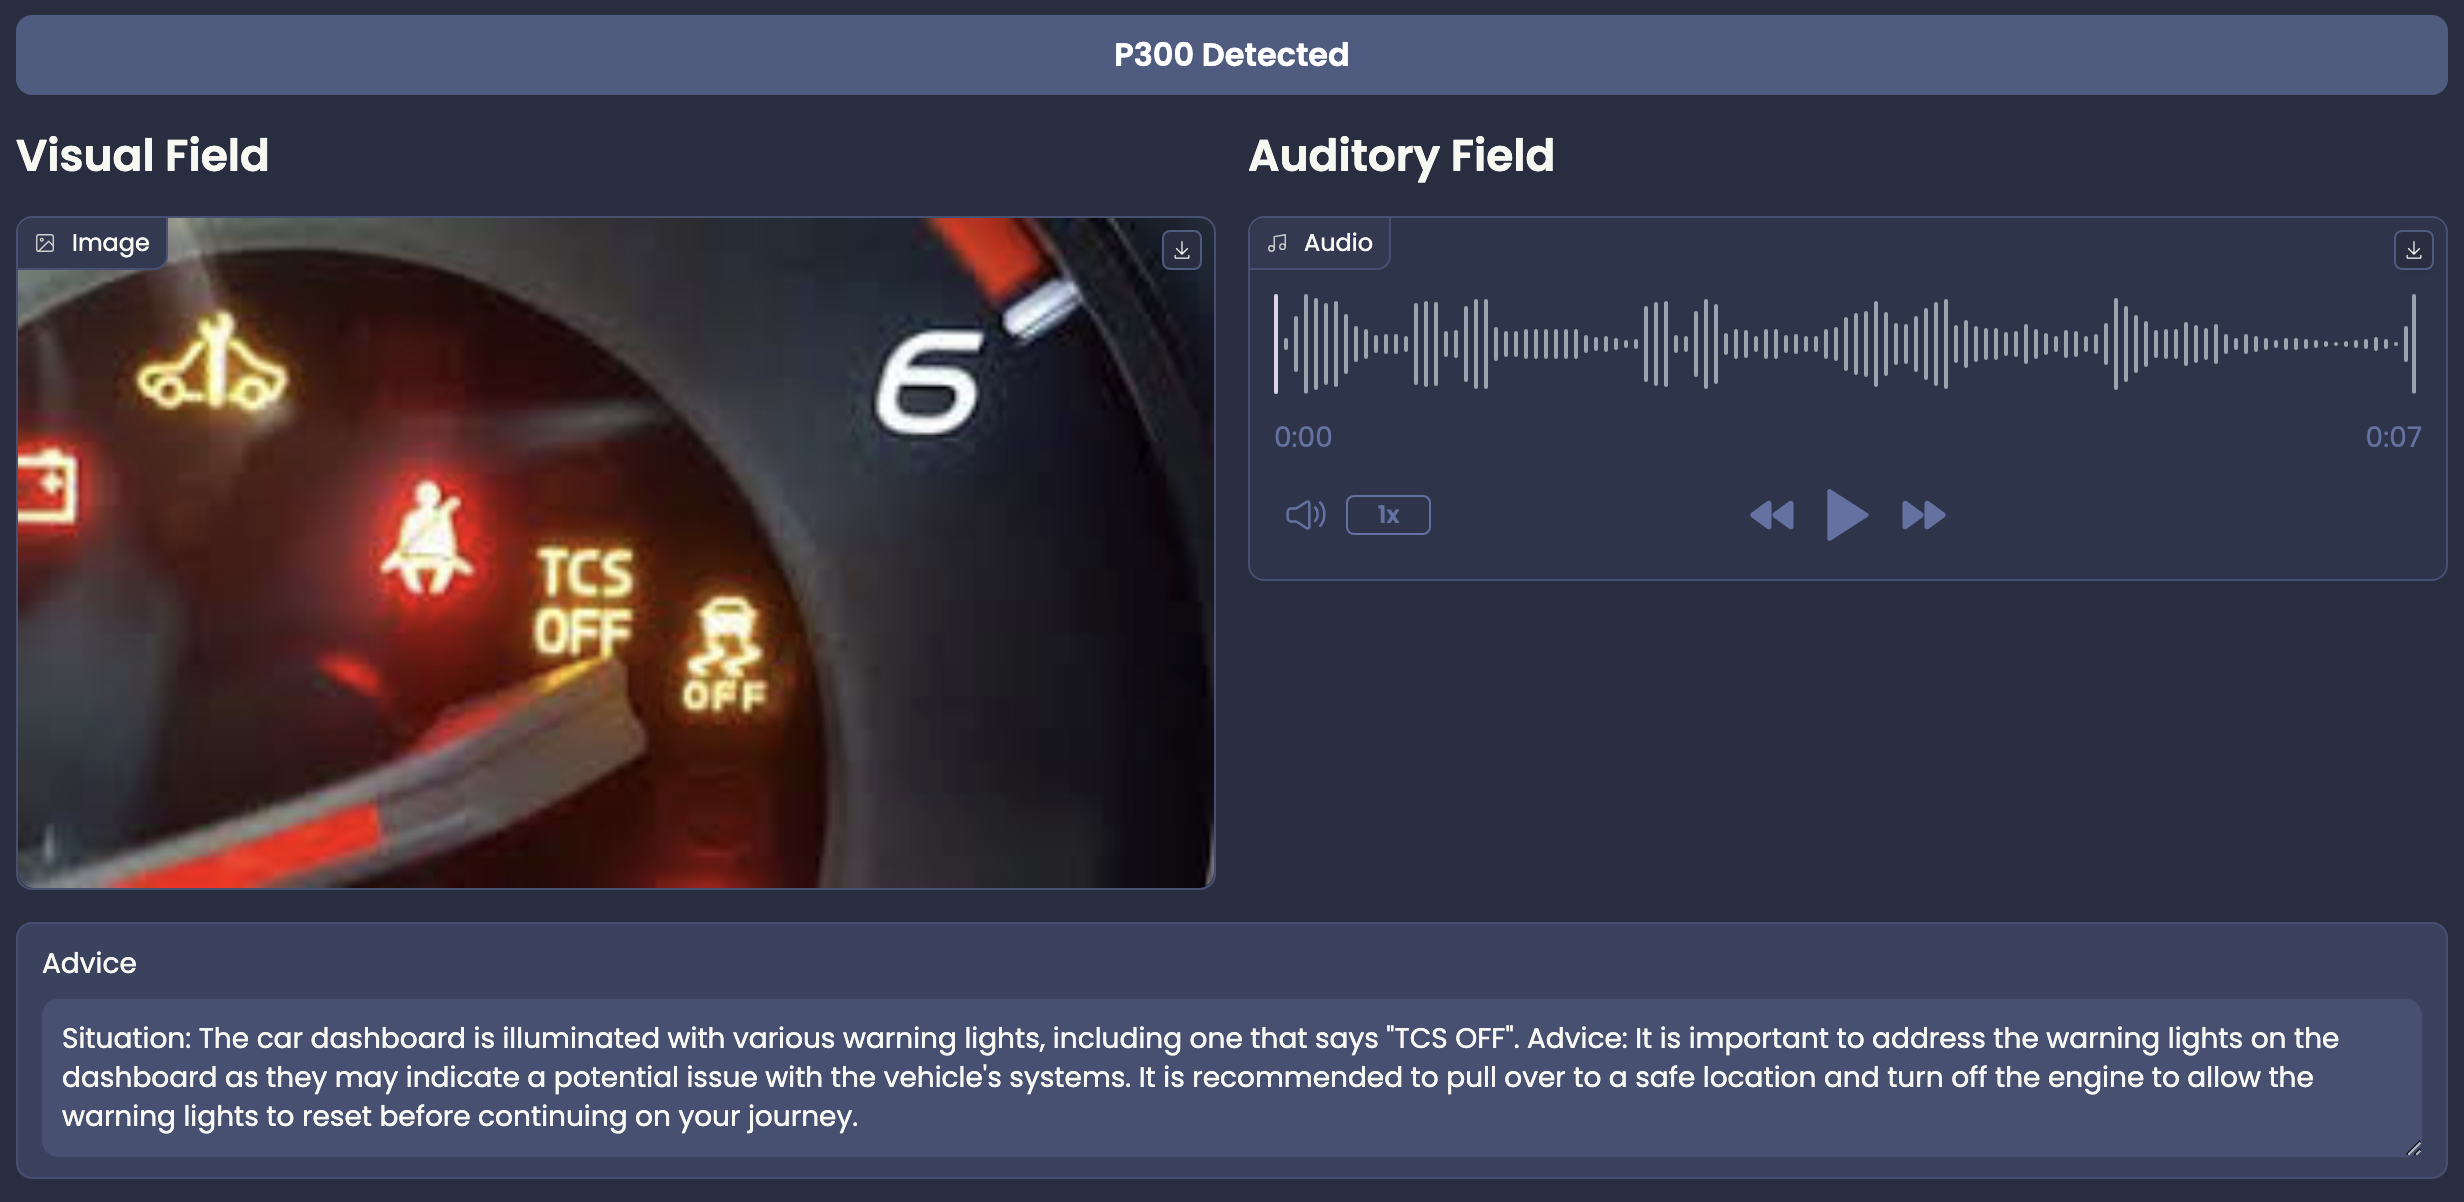 P300 Detected
Visual Field
Auditory Field
Image
6
TCS
OFF
OFF
Audio
0:00
0:07
1x
Advice
Situation: The car dashboard is illuminated with various warning lights, including one that says "TCS OFF". Advice: It is important to address the warning lights on the
dashboard as they may indicate a potential issue with the vehicle's systems. It is recommended to pull over to a safe location and turn off the engine to allow the
warning lights to reset before continuing on your journey.